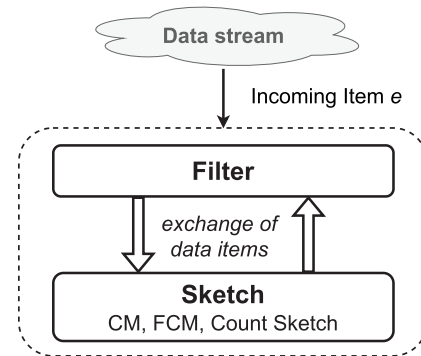 Data stream
Incoming Item e
Filter
exchange of
data items
Sketch
CM, FCM, Count Sketch